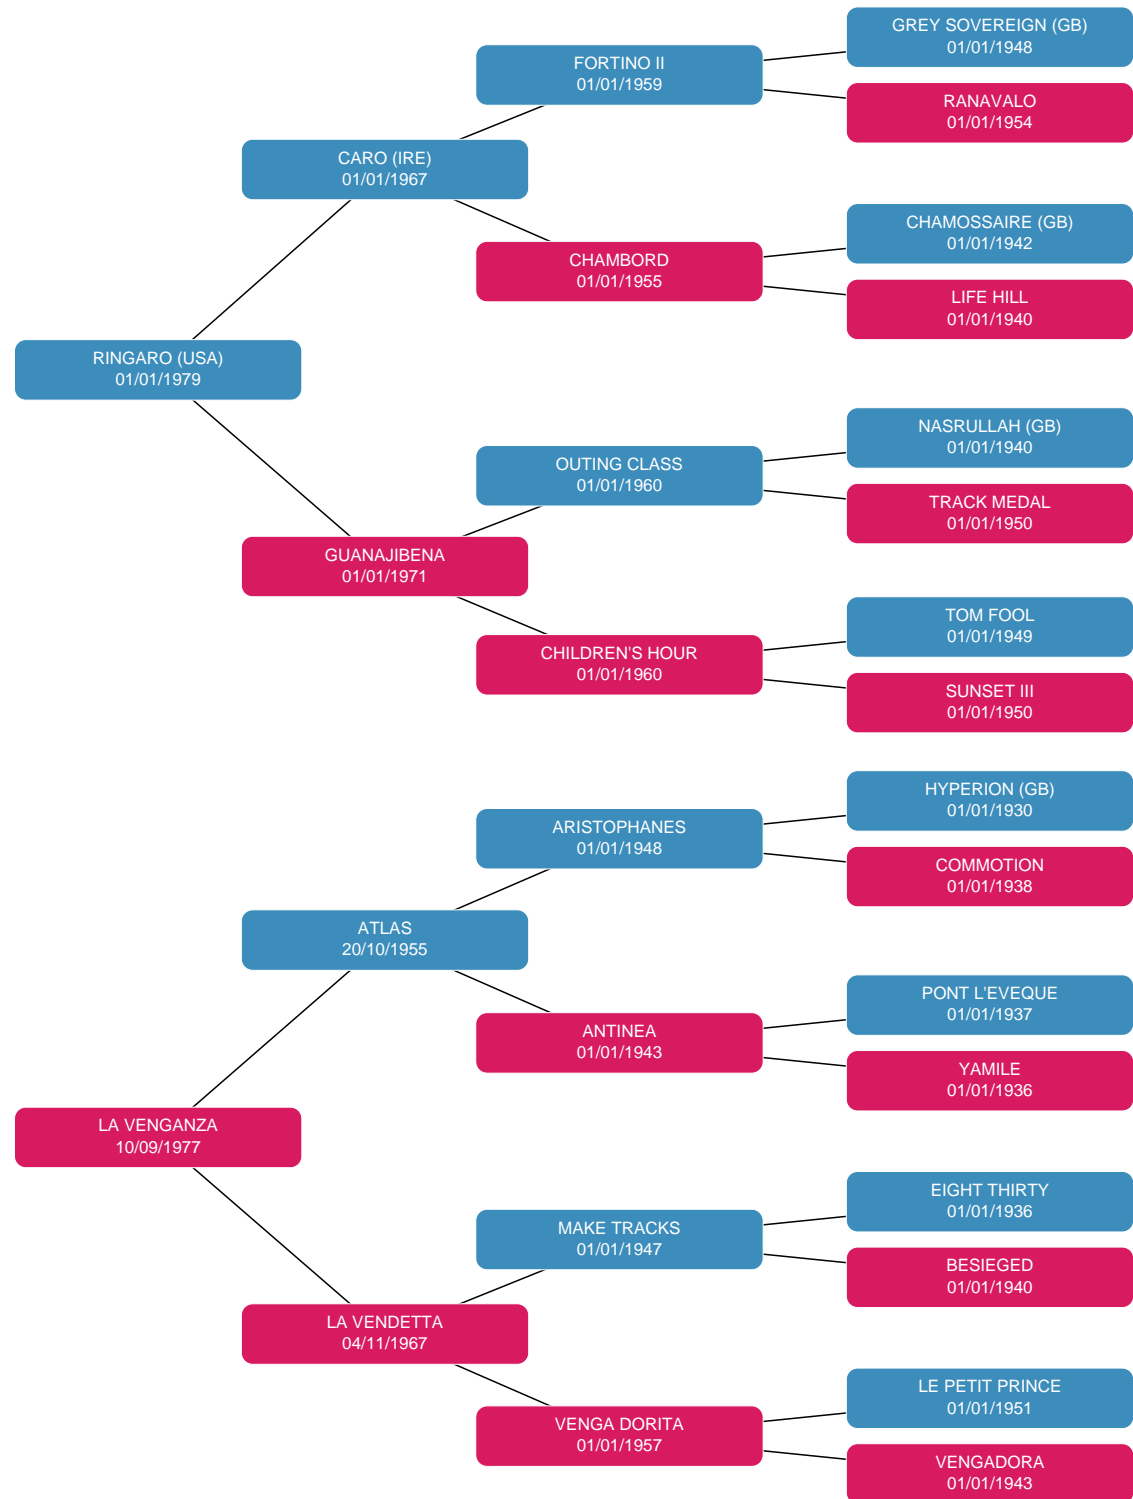 GREY SOVEREIGN (GB)
01/01/1948
FORTINO II
01/01/1959
RANAVALO
01/01/1954
CARO (IRE)
01/01/1967
CHAMOSSAIRE (GB)
01/01/1942
CHAMBORD
01/01/1955
LIFE HILL
01/01/1940
RINGARO (USA)
01/01/1979
NASRULLAH (GB)
01/01/1940
OUTING CLASS
01/01/1960
TRACK MEDAL
01/01/1950
GUANAJIBENA
01/01/1971
TOM FOOL
01/01/1949
CHILDREN'S HOUR
01/01/1960
SUNSET III
01/01/1950
HYPERION (GB)
01/01/1930
ARISTOPHANES
01/01/1948
COMMOTION
01/01/1938
ATLAS
20/10/1955
PONT L'EVEQUE
01/01/1937
ANTINEA
01/01/1943
YAMILE
01/01/1936
LA VENGANZA
10/09/1977
EIGHT THIRTY
01/01/1936
MAKE TRACKS
01/01/1947
BESIEGED
01/01/1940
LA VENDETTA
04/11/1967
LE PETIT PRINCE
01/01/1951
VENGA DORITA
01/01/1957
VENGADORA
01/01/1943